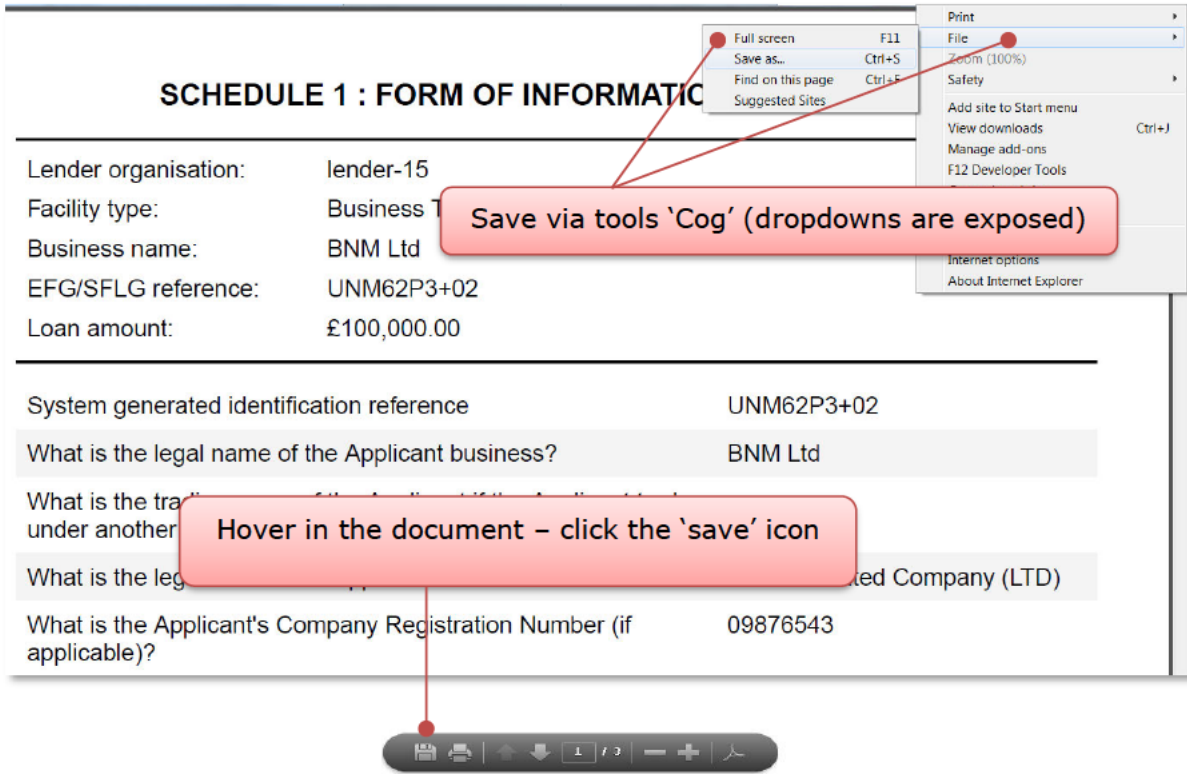 Print
File
Zoom (100%)
Safety
Add site to Start menu
View downloads Ctrl+J
Manage add-ons
F12 Developer Tools
Internet options
About Internet Explorer
Full screen F11
Save as... Ctrl+S
Find on this page Ctrl+F
Suggested Sites
SCHEDULE 1 : FORM OF
Lender organisation: lender-15
Facility type: Business
Business name: BNM Ltd
EFG/SFLG reference: UNM62P3+02
Loan amount: £100,000.00
Save via tools ‘Cog’ (dropdowns are exposed)
System generated identification reference UNM62P3+02
What is the legal name of the Applicant business? BNM Ltd
What is the
under another
Hover in the document – click the ‘save’ icon
What is the
Company (LTD)
What is the Applicant's Company Registration Number (if 09876543
applicable)?
1 / 3